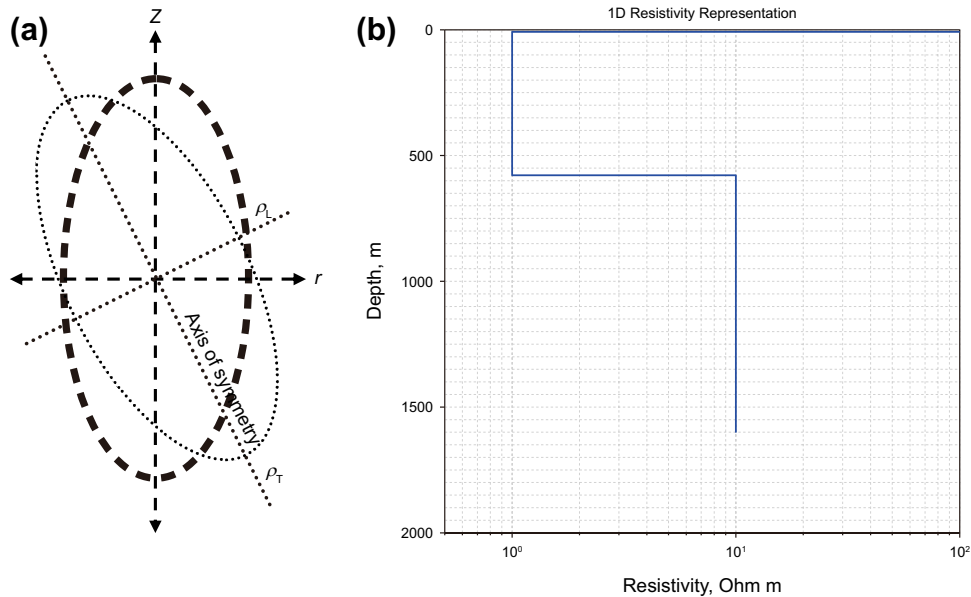 (a)
Z
ρL
r
Axis of symmetry
ρT
(b)
1D Resistivity Representation
0
500
1000
1500
2000
Depth, m
10⁰
10¹
10²
Resistivity, Ohm m